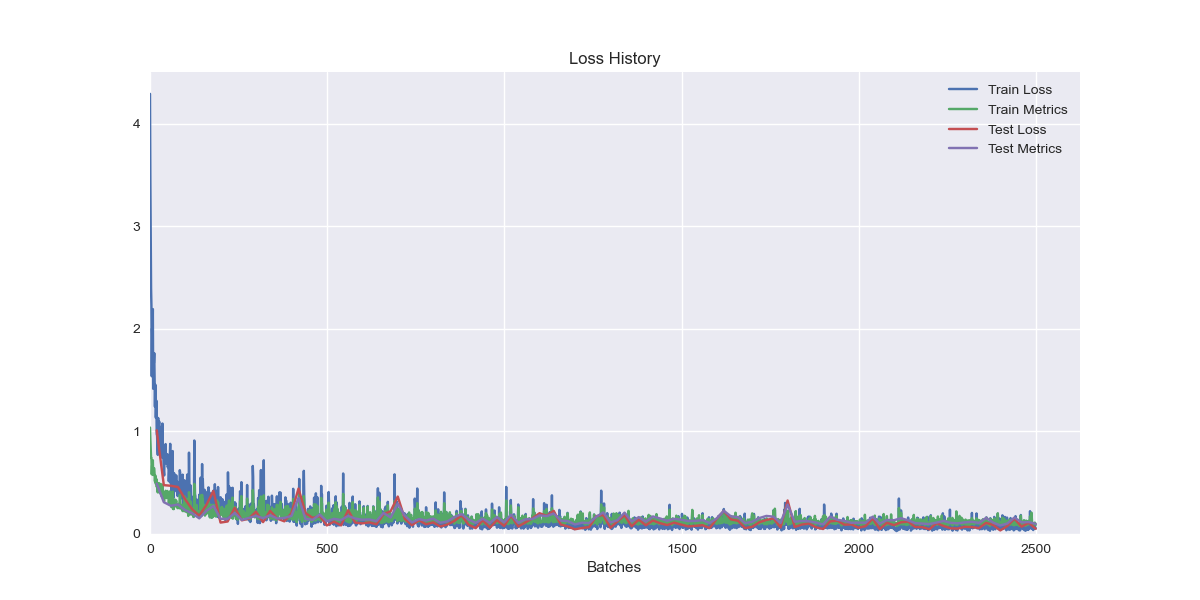 Loss History
Train Loss
Train Metrics
Test Loss
Test Metrics
4
3
2
1
0
0 500 1000 1500 2000 2500
Batches